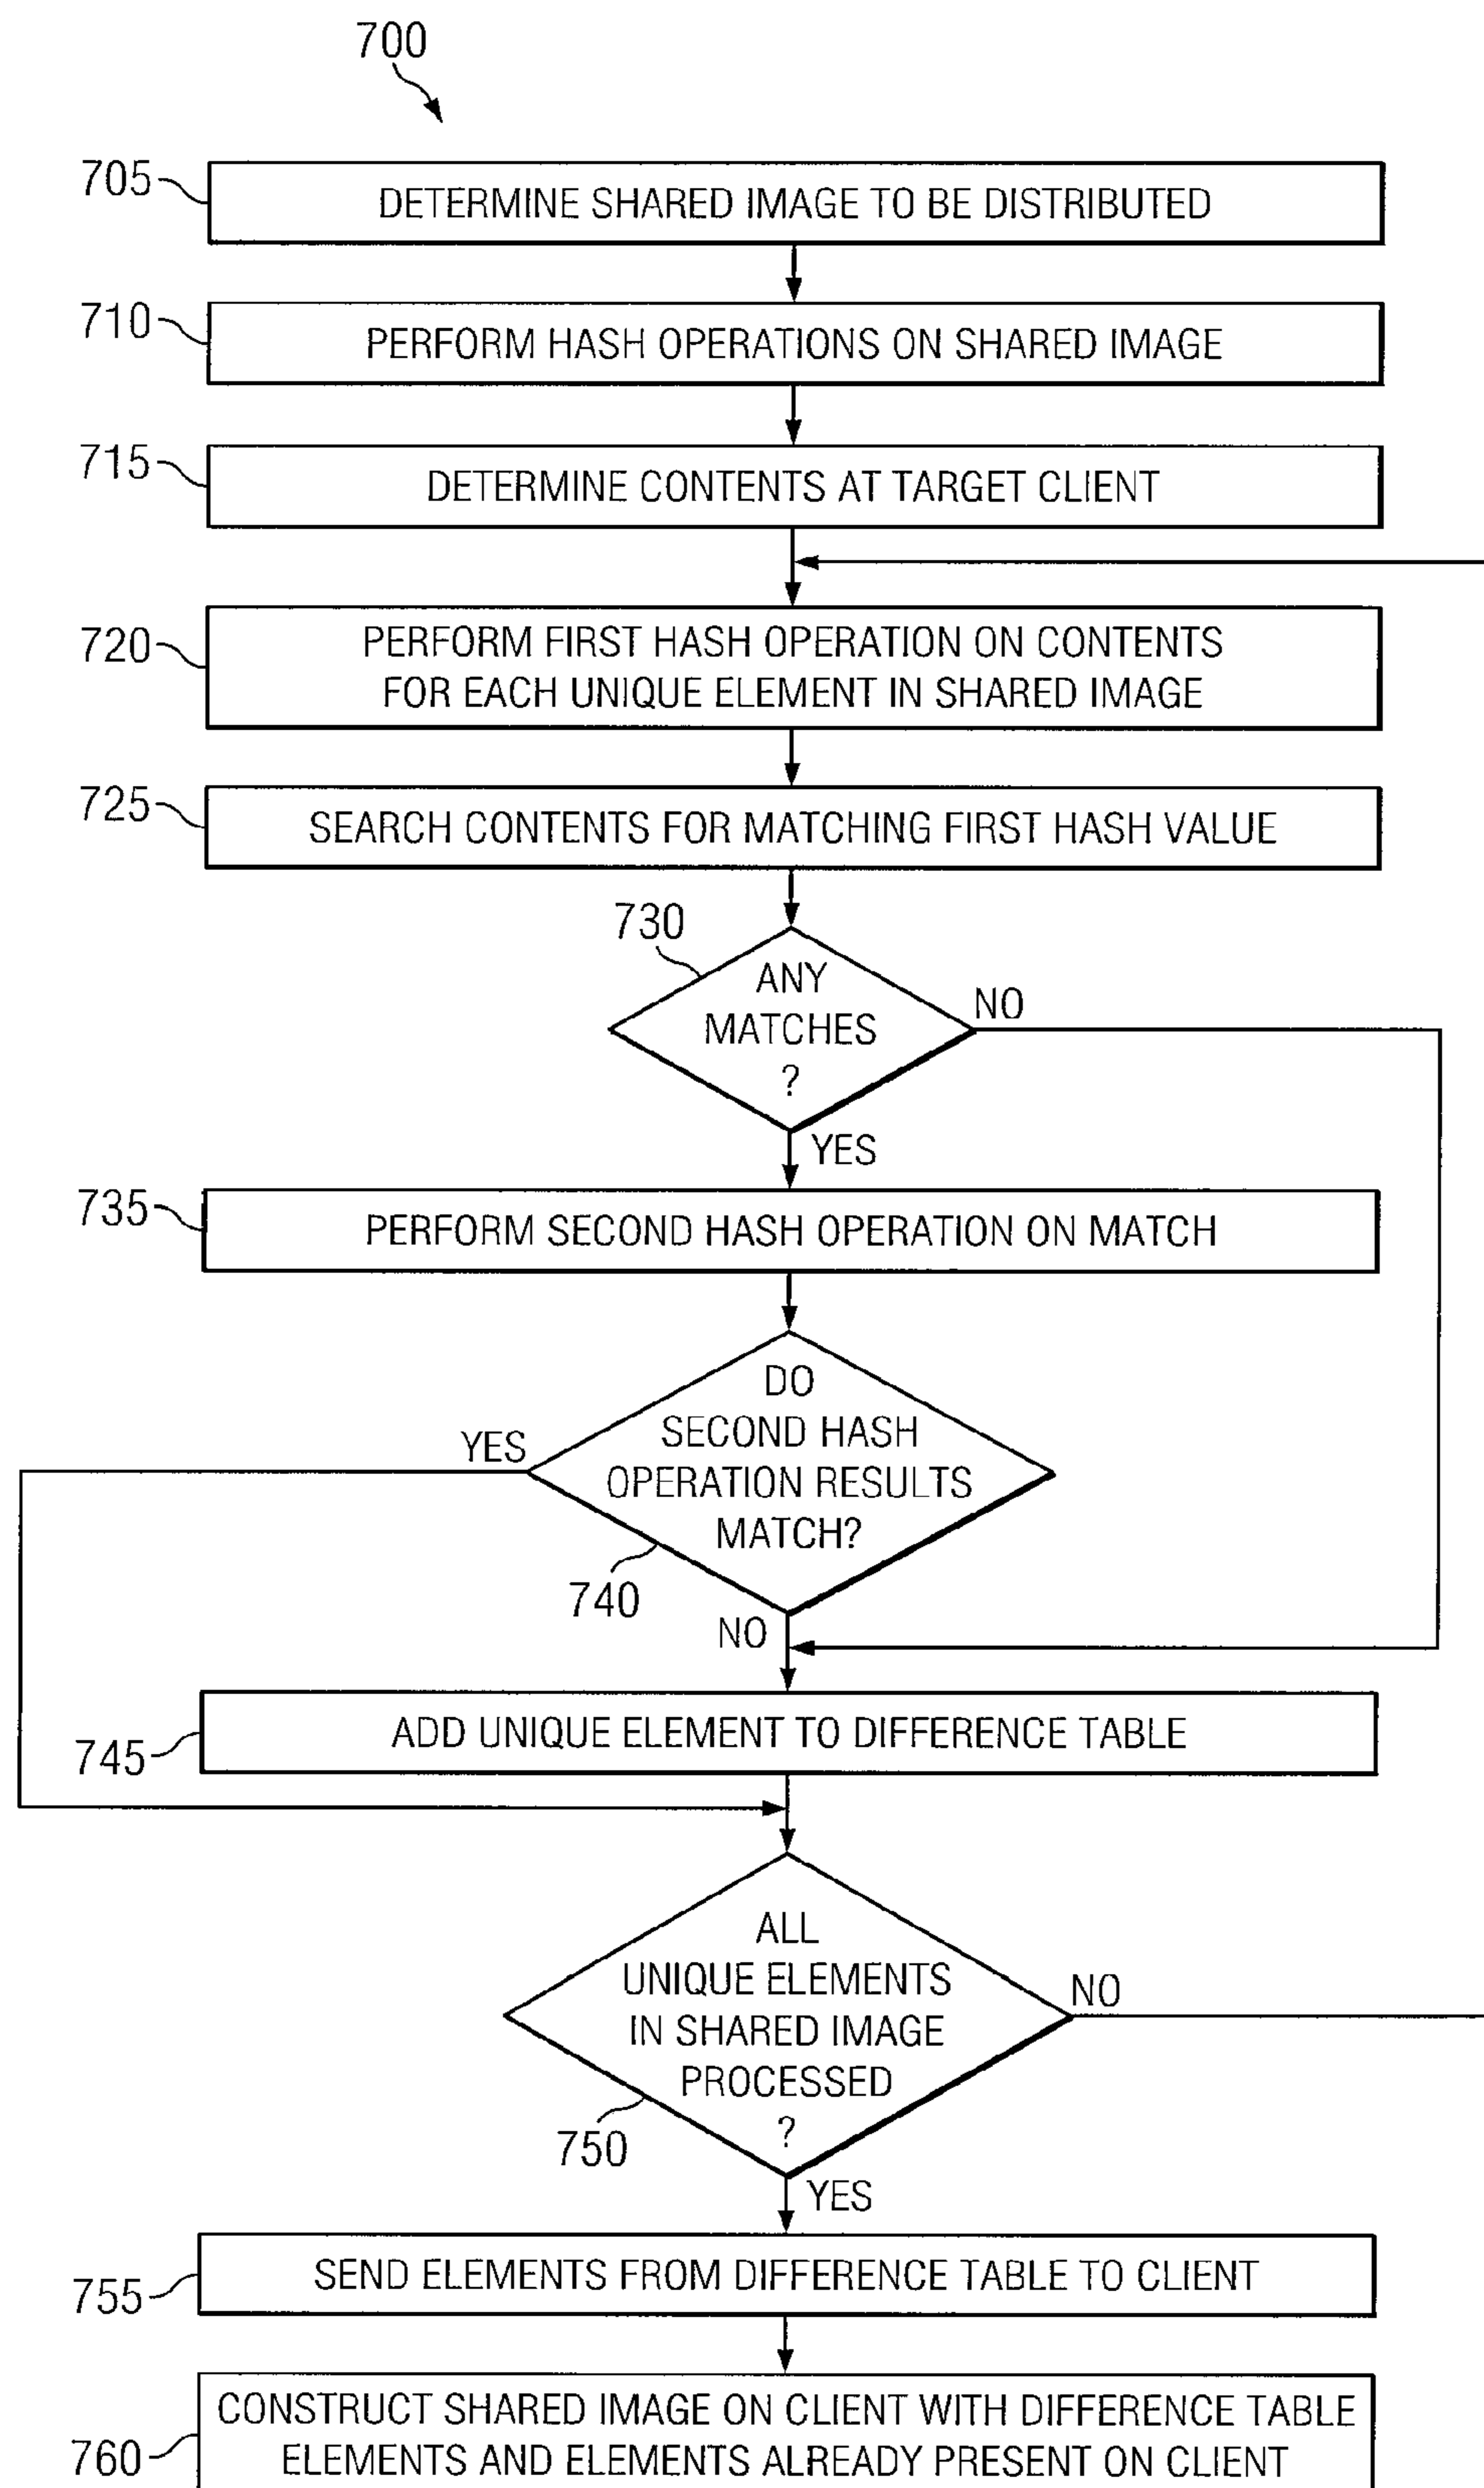 700
705
DETERMINE SHARED IMAGE TO BE DISTRIBUTED
710
PERFORM HASH OPERATIONS ON SHARED IMAGE
715
DETERMINE CONTENTS AT TARGET CLIENT
720
PERFORM FIRST HASH OPERATION ON CONTENTS
FOR EACH UNIQUE ELEMENT IN SHARED IMAGE
725
SEARCH CONTENTS FOR MATCHING FIRST HASH VALUE
730
ANY
MATCHES
?
NO
YES
735
PERFORM SECOND HASH OPERATION ON MATCH
DO
SECOND HASH
OPERATION RESULTS
MATCH?
YES
740
NO
745
ADD UNIQUE ELEMENT TO DIFFERENCE TABLE
ALL
UNIQUE ELEMENTS
IN SHARED IMAGE
PROCESSED
?
NO
750
YES
755
SEND ELEMENTS FROM DIFFERENCE TABLE TO CLIENT
760
CONSTRUCT SHARED IMAGE ON CLIENT WITH DIFFERENCE TABLE
ELEMENTS AND ELEMENTS ALREADY PRESENT ON CLIENT